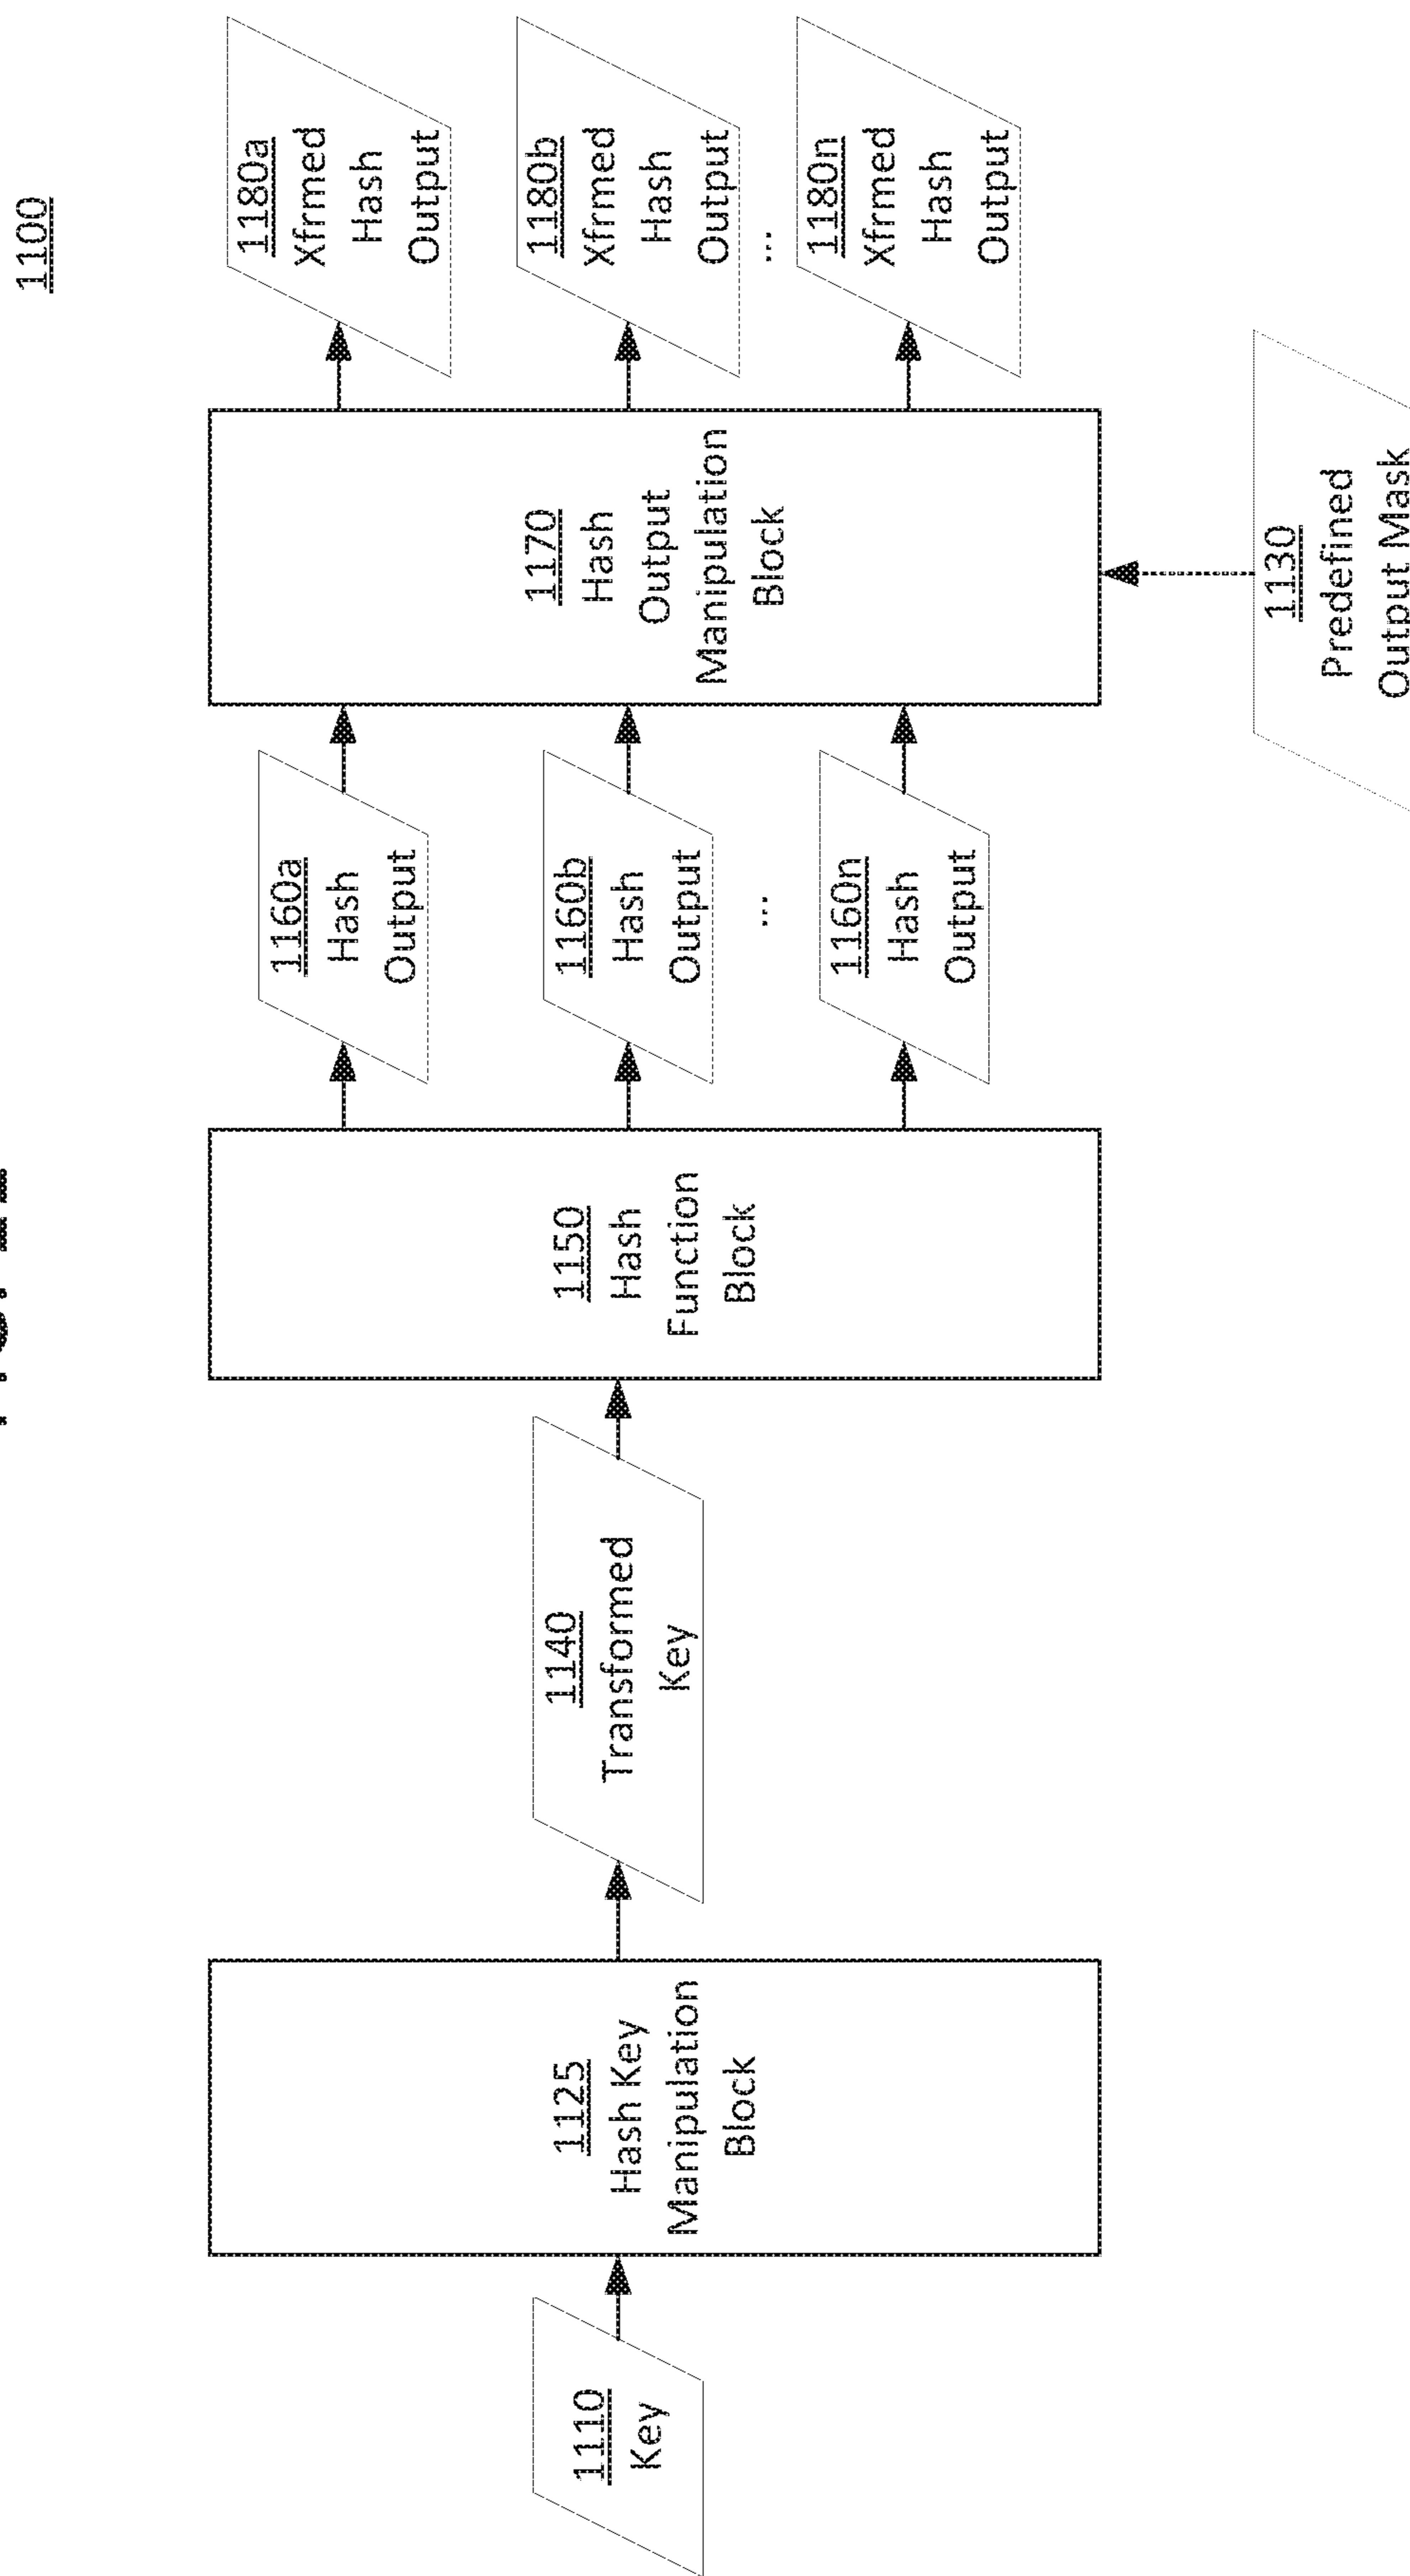 1100
1110
Key
1125
Hash Key
Manipulation
Block
1140
Transformed
Key
1150
Hash
Function
Block
1160a
Hash
Output
1160b
Hash
Output
...
1160n
Hash
Output
1170
Hash
Output
Manipulation
Block
1130
Predefined
Output Mask
1180a
Xfrmed
Hash
Output
1180b
Xfrmed
Hash
Output
...
1180n
Xfrmed
Hash
Output